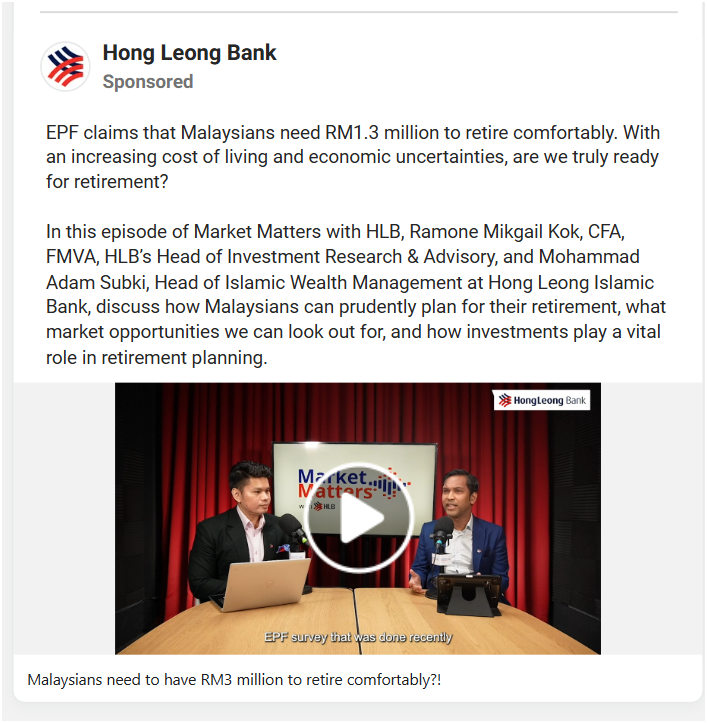 Hong Leong Bank
Sponsored
EPF claims that Malaysians need RM1.3 million to retire comfortably. With
an increasing cost of living and economic uncertainties, are we truly ready
for retirement?
In this episode of Market Matters with HLB, Ramone Mikgail Kok, CFA,
FMVA, HLB’s Head of Investment Research & Advisory, and Mohammad
Adam Subki, Head of Islamic Wealth Management at Hong Leong Islamic
Bank, discuss how Malaysians can prudently plan for their retirement, what
market opportunities we can look out for, and how investments play a vital
role in retirement planning.
HongLeong Bank
Market
Matters
WITH HLB
EPF survey that was done recently
Malaysians need to have RM3 million to retire comfortably?!